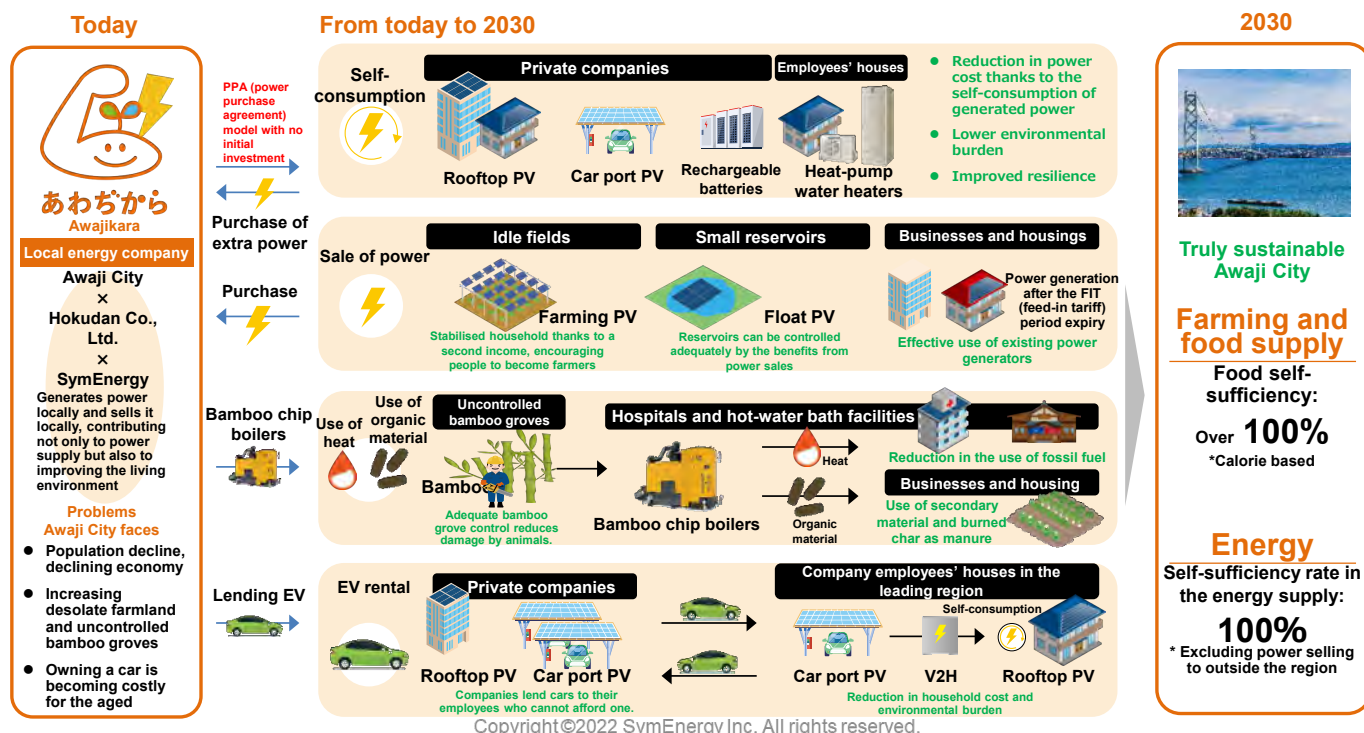 Today
From today to 2030
2030
あわぢから
Awajikara
Local energy company
Awaji City
×
Hokudan Co.,
Ltd.
×
SymEnergy
Generates power
locally and sells it
locally, contributing
not only to power
supply but also to
improving the living
environment
Problems
Awaji City faces
● Population decline,
declining economy
● Increasing
desolate farmland
and uncontrolled
bamboo groves
● Owning a car is
becoming costly
for the aged
PPA (power
purchase
agreement)
model with no
initial
investment
Purchase of
extra power
Purchase
Bamboo chip
boilers
Lending EV
Self-
consumption
Private companies
Employees' houses
Rooftop PV
Car port PV
Rechargeable
batteries
Heat-pump
water heaters
● Reduction in power
cost thanks to the
self-consumption of
generated power
● Lower environmental
burden
● Improved resilience
Sale of power
Idle fields
Small reservoirs
Businesses and housings
Farming PV
Stabilised household thanks to a
second income, encouraging
people to become farmers
Float PV
Reservoirs can be controlled
adequately by the benefits from
power sales
Power generation
after the FIT
(feed-in tariff)
period expiry
Effective use of existing power
generators
Use of
heat
Use of
organic
material
Uncontrolled
bamboo groves
Bamboo
Adequate bamboo
grove control reduces
damage by animals.
Hospitals and hot-water bath facilities
Bamboo chip boilers
Heat
Organic
material
Reduction in the use of fossil fuel
Businesses and housing
Use of secondary
material and burned
char as manure
EV rental
Private companies
Rooftop PV
Car port PV
Companies lend cars to their
employees who cannot afford one.
Company employees' houses in the
leading region
Self-consumption
Car port PV
V2H
Rooftop PV
Reduction in household cost and
environmental burden
Truly sustainable
Awaji City
Farming and
food supply
Food self-
sufficiency:
Over 100%
*Calorie based
Energy
Self-sufficiency rate in
the energy supply:
100%
* Excluding power selling
to outside the region
Copyright©2022 SymEnergy Inc. All rights reserved.